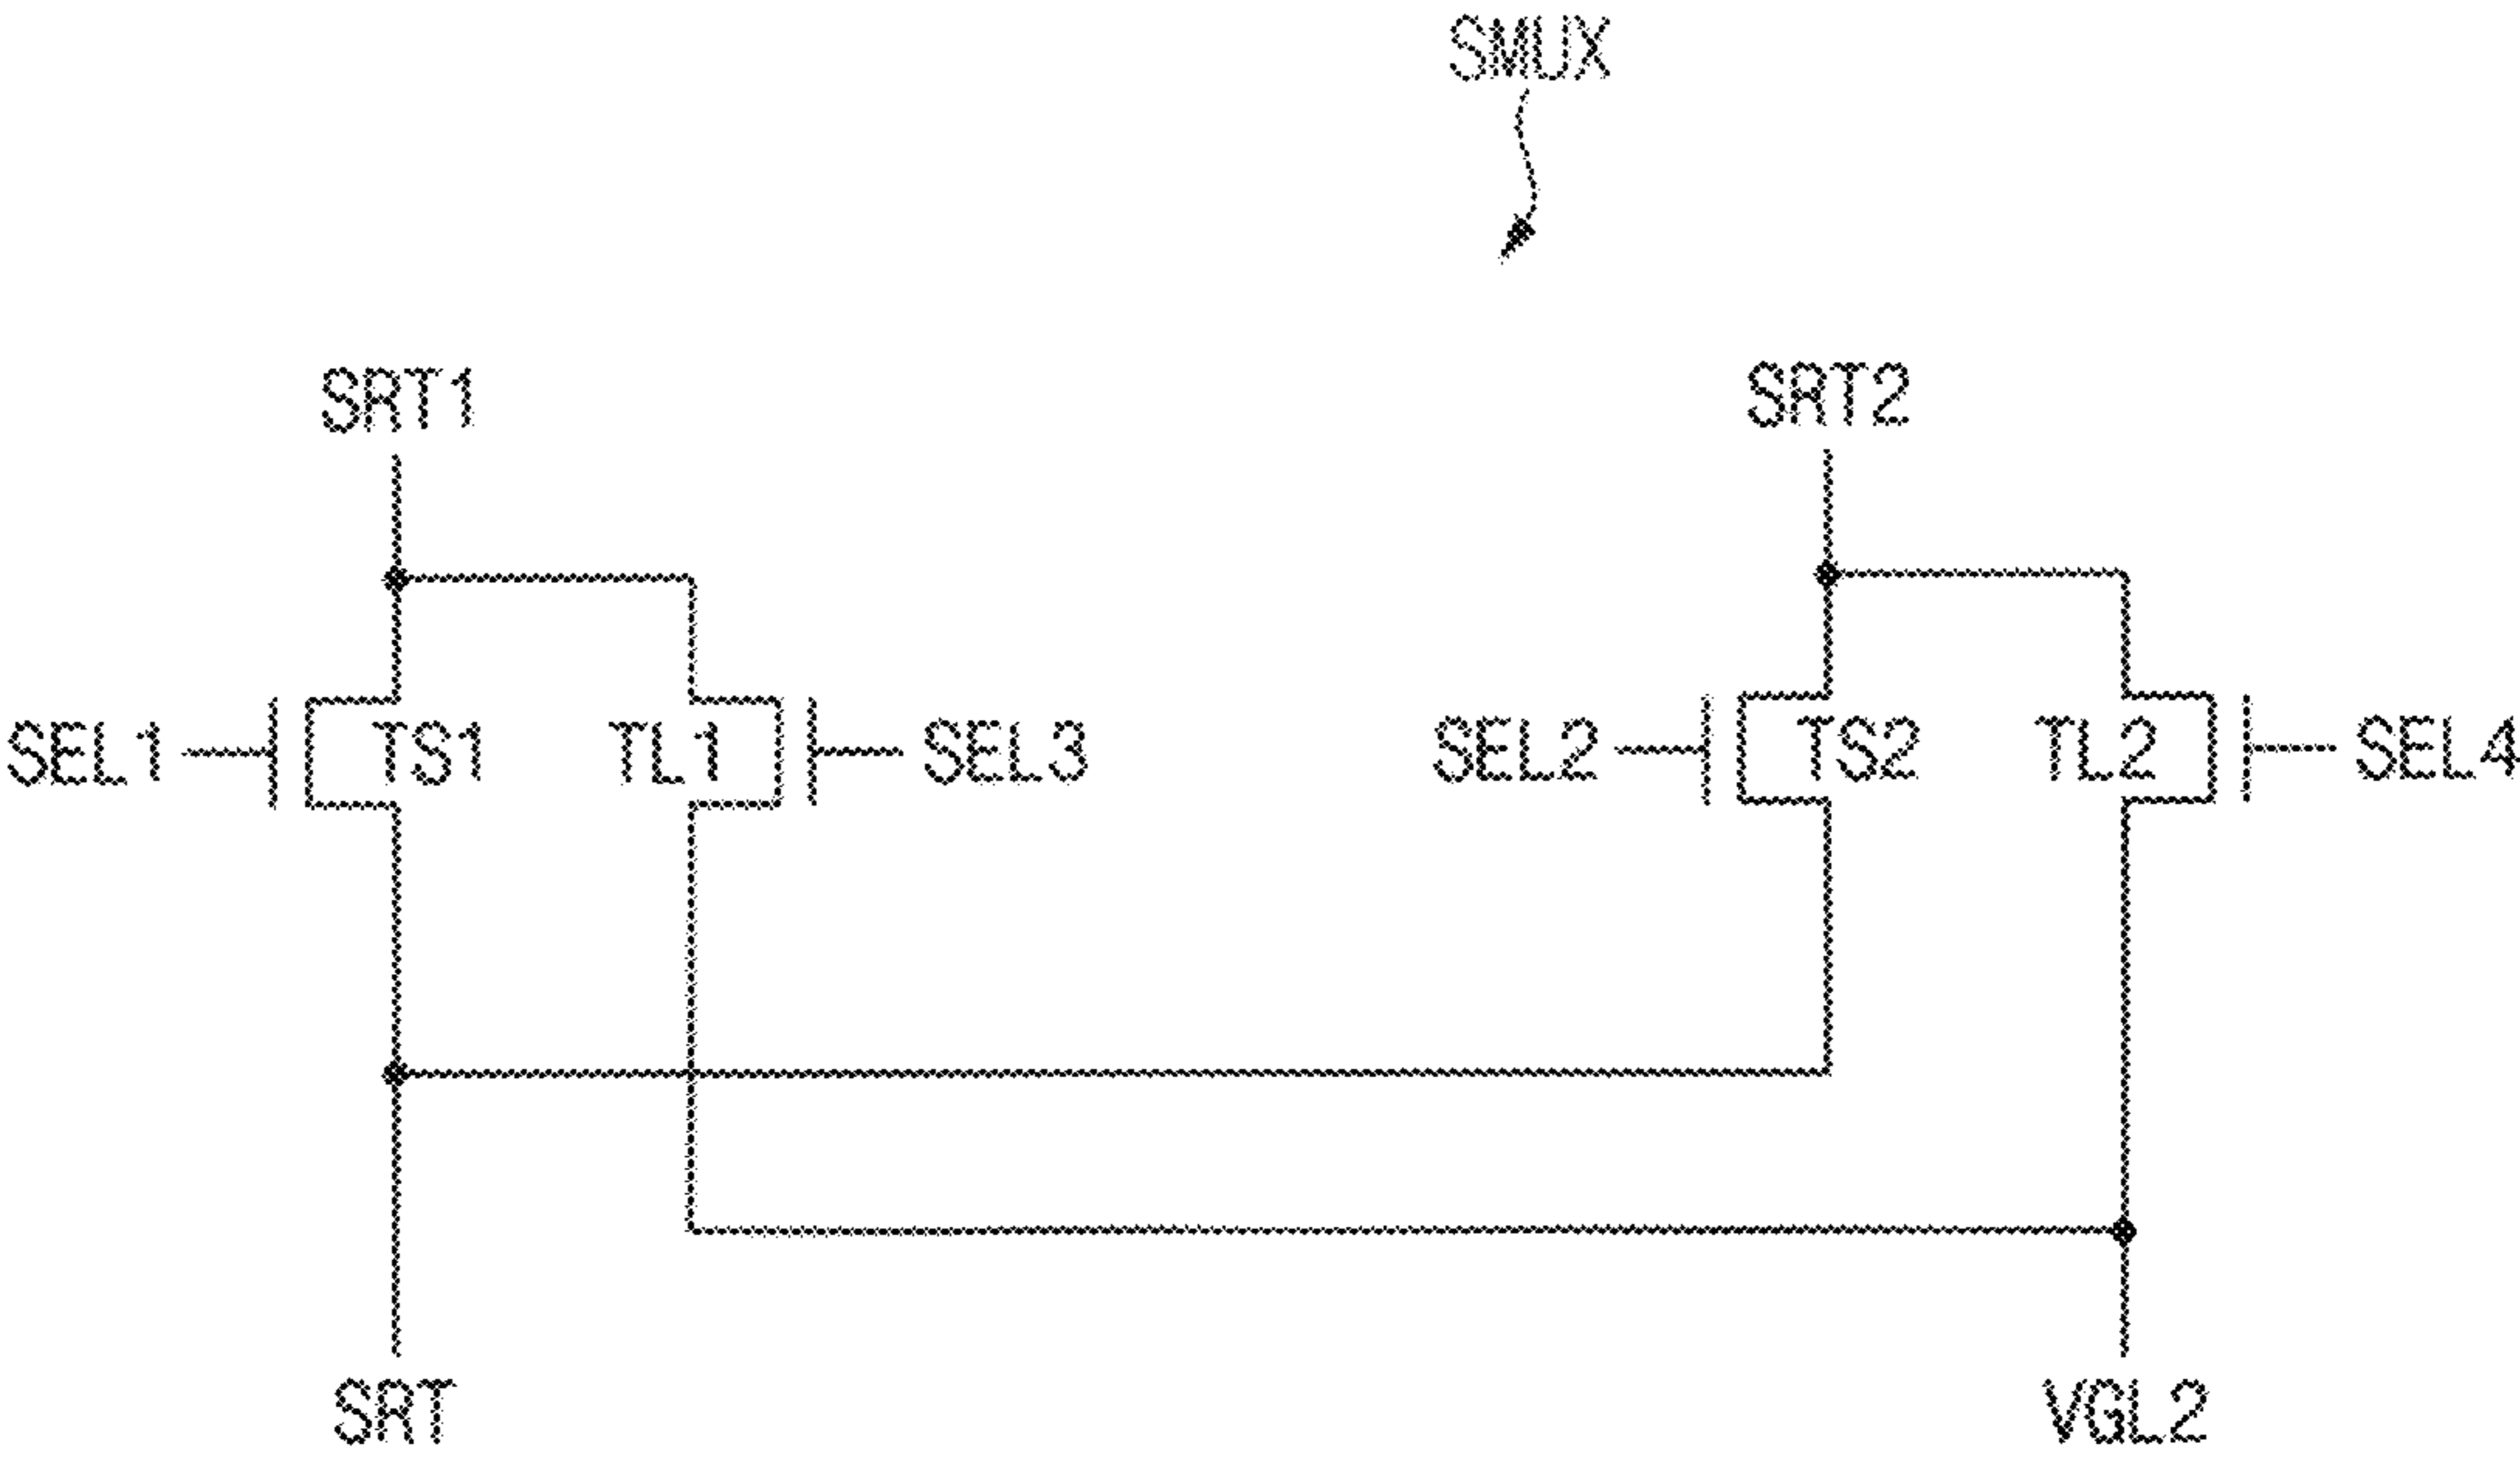 SMUX
SRT1
SRT2
SEL1
TS1
TL1
SEL3
SEL2
TS2
TL2
SEL4
SRT
VGL2